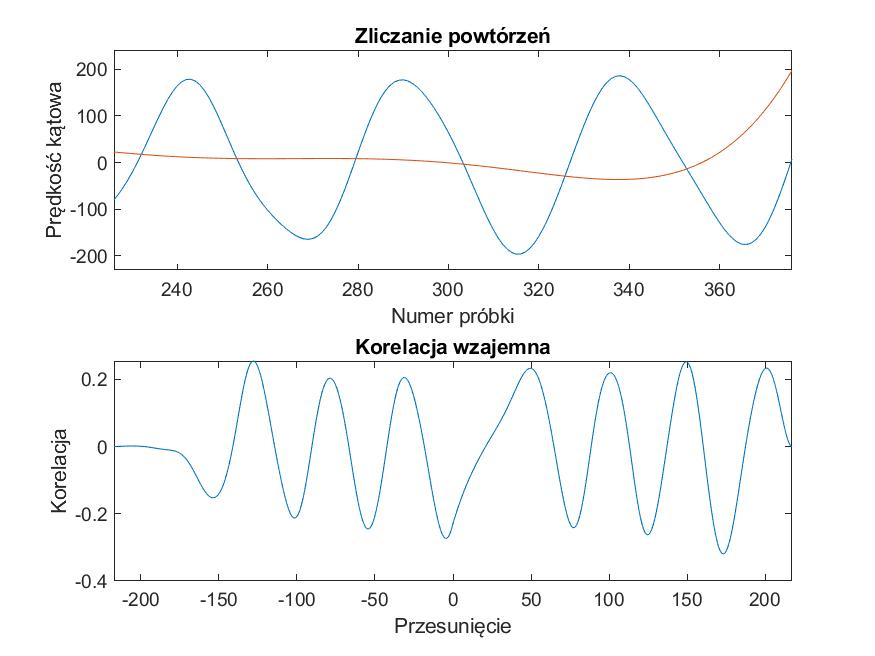 Zliczanie powtórzeń
Prędkość kątowa
200
100
0
-100
-200
240 260 280 300 320 340 360
Numer próbki
Korelacja wzajemna
Korelacja
0.2
0
-0.2
-0.4
-200 -150 -100 -50 0 50 100 150 200
Przesunięcie